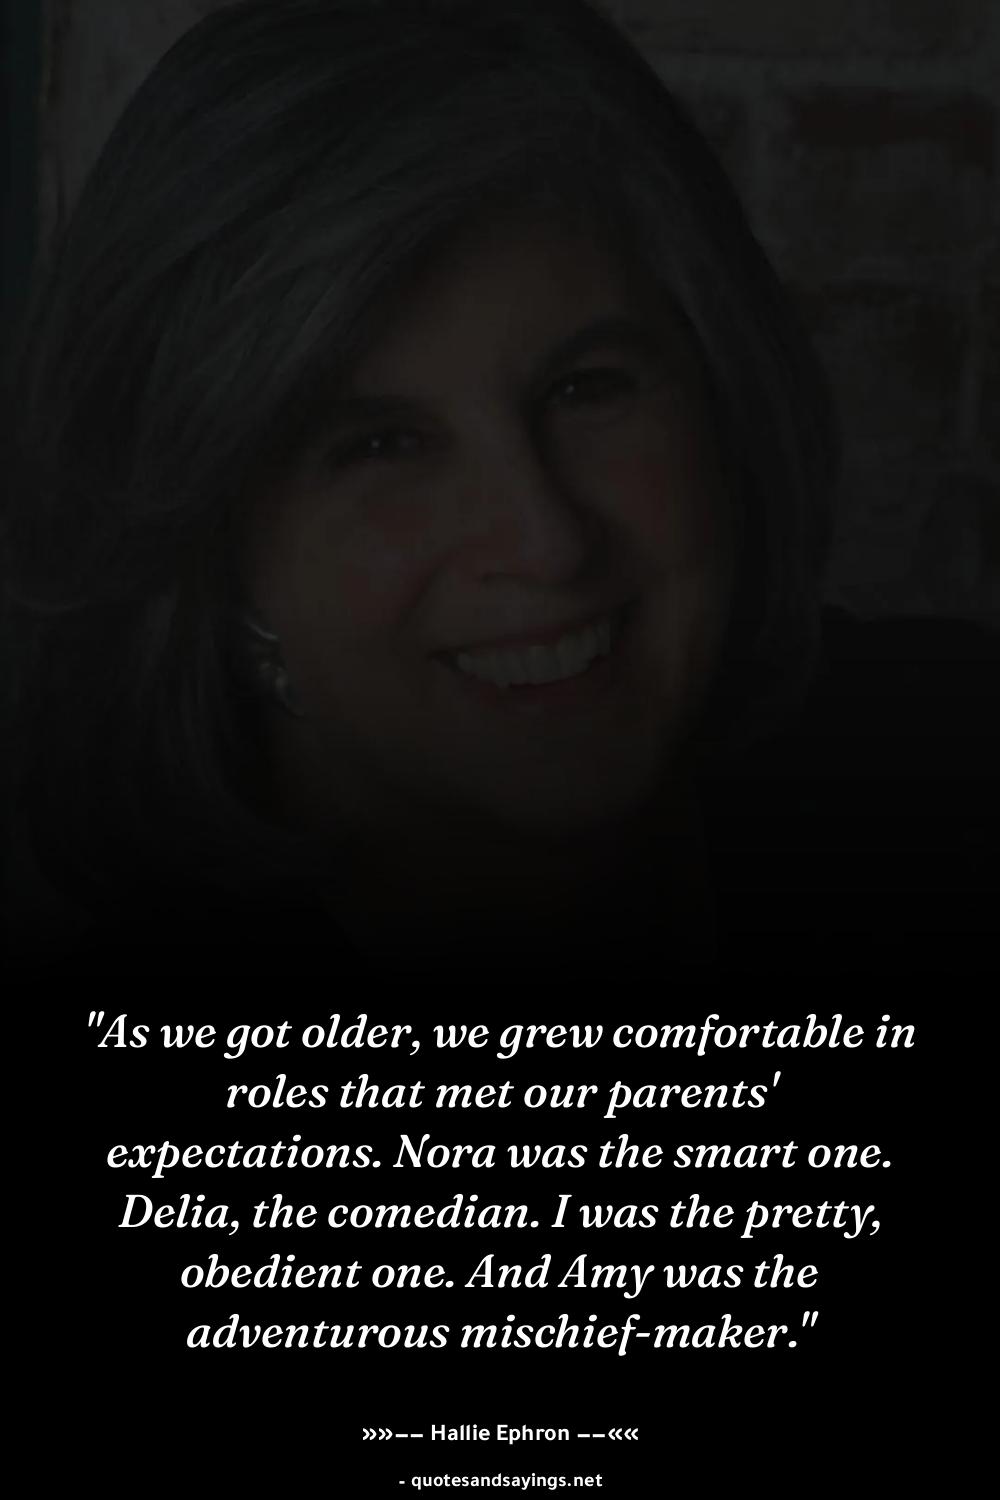 "As we got older, we grew comfortable in
roles that met our parents'
expectations. Nora was the smart one.
Delia, the comedian. I was the pretty,
obedient one. And Amy was the
adventurous mischief-maker."
»»−− Hallie Ephron −−««
- quotesandsayings.net